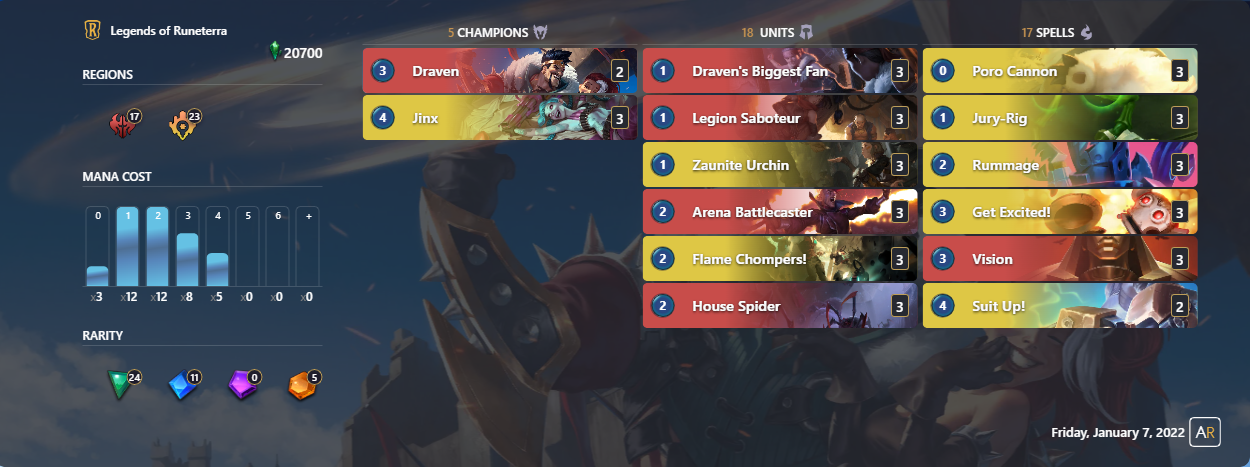 Legends of Runeterra
20700
REGIONS
17 23
MANA COST
0 1 2 3 4 5 6 +
x3 x12 x12 x8 x5 x0 x0 x0
RARITY
24 11 0 5
5 CHAMPIONS
3 Draven 2
4 Jinx 3
18 UNITS
1 Draven's Biggest Fan 3
1 Legion Saboteur 3
1 Zaunite Urchin 3
2 Arena Battlecaster 3
2 Flame Chompers! 3
2 House Spider 3
17 SPELLS
0 Poro Cannon 3
1 Jury-Rig 3
2 Rummage 3
3 Get Excited! 3
3 Vision 3
4 Suit Up! 2
Friday, January 7, 2022 AR